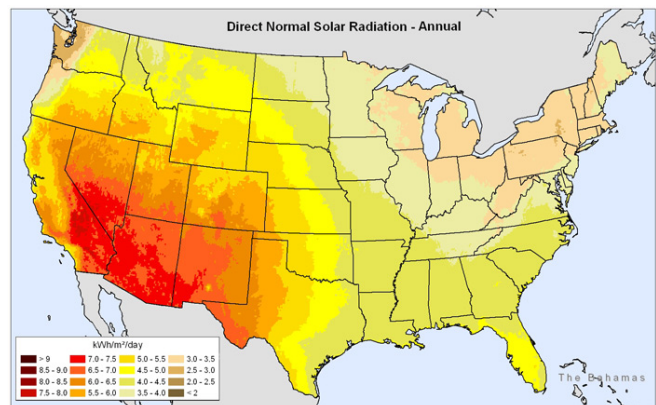 Direct Normal Solar Radiation - Annual
kWh/m²/day
> 9
8.5 - 9.0
8.0 - 8.5
7.5 - 8.0
7.0 - 7.5
6.5 - 7.0
6.0 - 6.5
5.5 - 6.0
5.0 - 5.5
4.5 - 5.0
4.0 - 4.5
3.5 - 4.0
3.0 - 3.5
2.5 - 3.0
2.0 - 2.5
< 2
The Bahamas